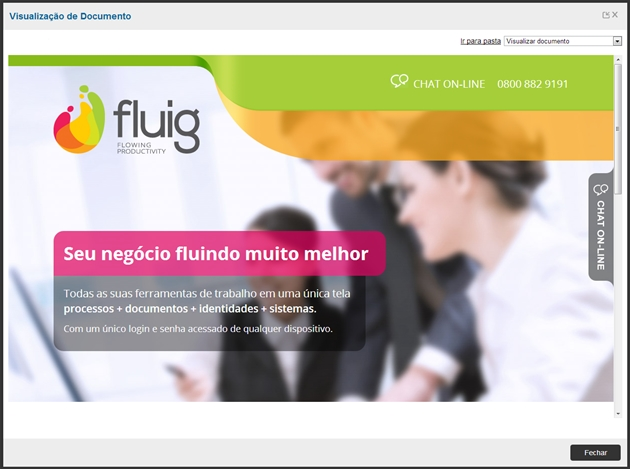 Visualização de Documento
Ir para pasta
Visualizar documento
CHAT ON-LINE 0800 882 9191
fluig
FLOWING
PRODUCTIVITY
CHAT ON-LINE
Seu negócio fluindo muito melhor
Todas as suas ferramentas de trabalho em uma única tela
processos + documentos + identidades + sistemas.
Com um único login e senha acessado de qualquer dispositivo.
Fechar